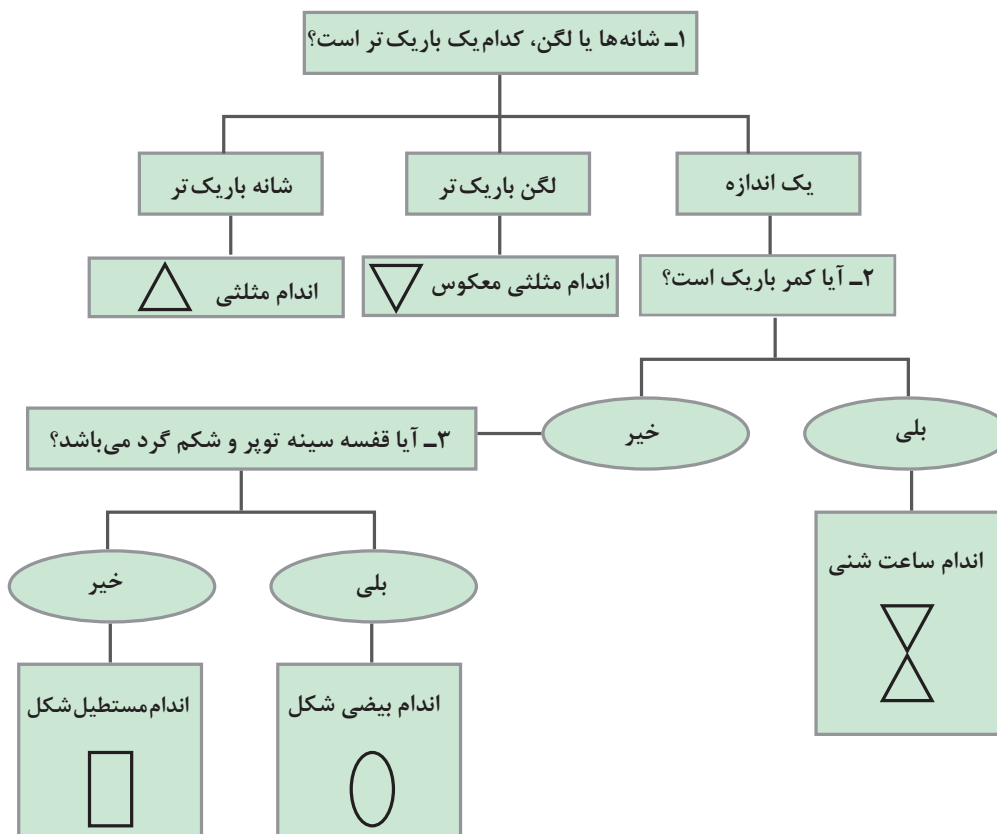 ۱ـ شانه‌ها یا لگن، کدام یک باریک تر است؟
یک اندازه
لگن باریک تر
شانه باریک تر
۲ـ آیا کمر باریک است؟
اندام مثلثی معکوس
اندام مثلثی
بلی
خیر
۳ـ آیا قفسه سینه توپر و شکم گرد می‌باشد؟
اندام ساعت شنی
بلی
خیر
اندام بیضی شکل
اندام مستطیل شکل